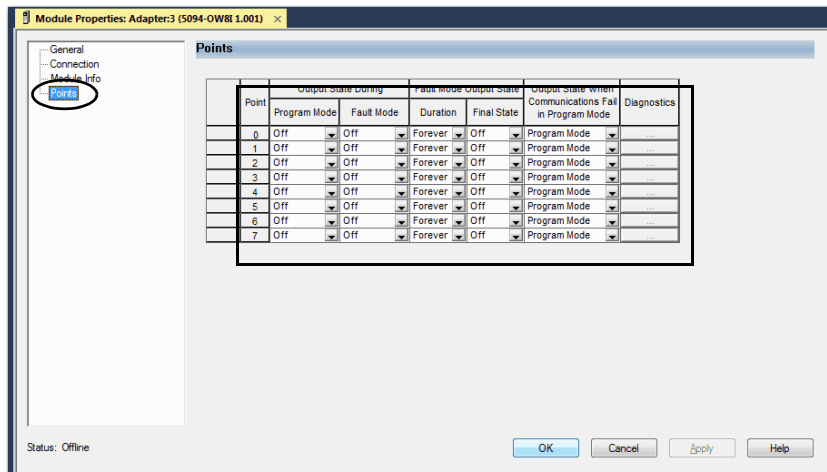 Module Properties: Adapter:3 (5094-OW8I 1.001) ×
General
Connection
Module Info
Points
Points
Point
Output State During
Fault Mode Output State
Output State When
Communications Fail
in Program Mode
Diagnostics
Program Mode
Fault Mode
Duration
Final State
0 Off Off Forever Off Program Mode ...
1 Off Off Forever Off Program Mode ...
2 Off Off Forever Off Program Mode ...
3 Off Off Forever Off Program Mode ...
4 Off Off Forever Off Program Mode ...
5 Off Off Forever Off Program Mode ...
6 Off Off Forever Off Program Mode ...
7 Off Off Forever Off Program Mode ...
Status: Offline
OK
Cancel
Apply
Help